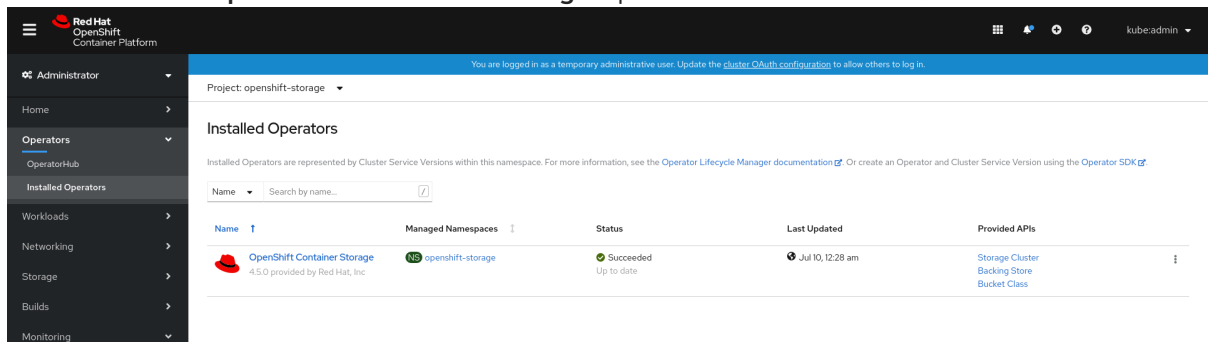 Red Hat
OpenShift
Container Platform
kube:admin
Administrator
You are logged in as a temporary administrative user. Update the cluster OAuth configuration to allow others to log in.
Project: openshift-storage
Home
Operators
OperatorHub
Installed Operators
Workloads
Networking
Storage
Builds
Monitoring
Installed Operators
Installed Operators are represented by Cluster Service Versions within this namespace. For more information, see the Operator Lifecycle Manager documentation. Or create an Operator and Cluster Service Version using the Operator SDK.
Name Search by name... /
Name Managed Namespaces Status Last Updated Provided APIs
OpenShift Container Storage NS openshift-storage Succeeded Jul 10, 12:28 am Storage Cluster
4.5.0 provided by Red Hat, Inc Up to date Backing Store
Bucket Class